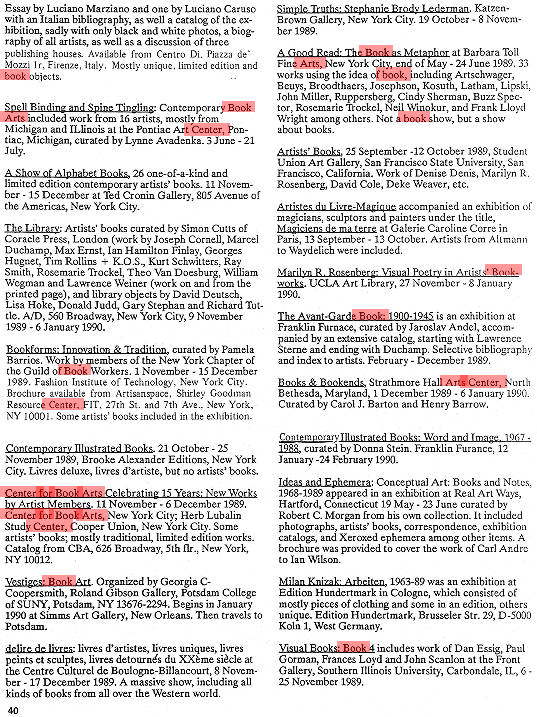 Essay by Luciano Marziano and one by Luciano Caruso
with an Italian bibliography, as well a catalog of the ex-
hibition, sadly with only black and white photos, a biog-
raphy of all artists, as well as a discussion of three
publishing houses. Available from Centro Di. Piazza de'
Mozzi 1r, Firenze, Italy. Mostly unique, limited edition and
book objects.
Spell Binding and Spine Tingling: Contemporary Book
Arts included work from 16 artists, mostly from
Michigan and ILlinois at the Pontiac Art Center, Pon-
tiac, Michigan, curated by Lynne Avadenka. 3 June - 21
July.
A Show of Alphabet Books, 26 one-of-a-kind and
limited edition contemporary artists' books. 11 Novem-
ber - 15 December at Ted Cronin Gallery, 805 Avenue of
the Americas, New York City.
The Library: Artists' books curated by Simon Cutts of
Coracle Press, London (work by Joseph Cornell, Marcel
Duchamp, Max Ernst, Ian Hamilton Finlay, Georges
Hugnet, Tim Rollins + K.O.S., Kurt Schwitters, Ray
Smith, Rosemarie Trockel, Theo Van Doesburg, William
Wegman and Lawrence Weiner (work on and from the
printed page), and library objects by David Deutsch,
Lisa Hoke, Donald Judd, Gary Stephan and Richard Tut-
tle. A/D, 560 Broadway, New York City, 9 November
1989 - 6 January 1990.
Bookforms: Innovation & Tradition, curated by Pamela
Barrios. Work by members of the New York Chapter of
the Guild of Book Workers. 1 November - 15 December
1989. Fashion Institute of Technology, New York City.
Brochure available from Artisanspace, Shirley Goodman
Resource Center, FIT, 27th St. and 7th Ave., New York,
NY 10001. Some artists' books included in the exhibition.
Contemporary Illustrated Books. 21 October - 25
November 1989, Brooke Alexander Editions, New York
City. Livres deluxe, livres d'artiste, but no artists' books.
Center for Book Arts Celebrating 15 Years: New Works
by Artist Members. 11 November - 6 December 1989.
Center for Book Arts, New York City; Herb Lubalin
Study Center, Cooper Union, New York City. Some
artists' books; mostly traditional, limited edition works.
Catalog from CBA, 626 Broadway, 5th flr., New York,
NY 10012.
Vestiges: Book Art. Organized by Georgia C-
Coopersmith, Roland Gibson Gallery, Potsdam College
of SUNY, Potsdam, NY 13676-2294. Begins in January
1990 at Simms Art Gallery, New Orleans. Then travels to
Potsdam.
delire de livres: livres d'artistes, livres uniques, livres
peints et sculptes, livres detournés du XXème siècle at
the Centre Culturel de Boulogne-Billancourt, 8 Novem-
ber - 17 December 1989. A massive show, including all
kinds of books from all over the Western world.
40
Simple Truths: Stephanie Brody Lederman. Katzen-
Brown Gallery, New York City. 19 October - 8 Novem-
ber 1989.
A Good Read: The Book as Metaphor at Barbara Toll
Fine Arts, New York City, end of May - 24 June 1989. 33
works using the idea of book, including Artschwager,
Beuys, Broodthaers, Josephson, Kosuth, Latham, Lipski,
John Miller, Ruppersberg, Cindy Sherman, Buzz Spec-
tor, Rosemarie Trockel, Neil Winokur, and Frank Lloyd
Wright among others. Not a book show, but a show
about books.
Artists' Books, 25 September -12 October 1989, Student
Union Art Gallery, San Francisco State University, San
Francisco, California. Work of Denise Denis, Marilyn R.
Rosenberg, David Cole, Deke Weaver, etc.
Artistes du Livre-Magique accompanied an exhibition of
magicians, sculptors and painters under the title,
Magiciens de ma terre at Galerie Caroline Corre in
Paris, 13 September - 13 October. Artists from Altmann
to Waydelich were included.
Marilyn R. Rosenberg: Visual Poetry in Artists' Book-
works. UCLA Art Library, 27 November - 8 January
1990.
The Avant-Garde Book: 1900-1945 is an exhibition at
Franklin Furnace, curated by Jaroslav Andel, accom-
panied by an extensive catalog, starting with Lawrence
Sterne and ending with Duchamp. Selective bibliography
and index to artists. February - December 1989.
Books & Bookends, Strathmore Hall Arts Center, North
Bethesda, Maryland, 1 December 1989 - 6 January 1990.
Curated by Carol J. Barton and Henry Barrow.
Contemporary Illustrated Books: Word and Image, 1967 -
1988, curated by Donna Stein. Franklin Furance, 12
January -24 February 1990.
Ideas and Ephemera: Conceptual Art: Books and Notes,
1968-1989 appeared in an exhibition at Real Art Ways,
Hartford, Connecticut 19 May - 23 June curated by
Robert C. Morgan from his own collection. It included
photographs, artists' books, correspondence, exhibition
catalogs, and Xeroxed ephemera among other items. A
brochure was provided to cover the work of Carl Andre
to Ian Wilson.
Milan Knizak: Arbeiten, 1963-89 was an exhibition at
Edition Hundertmark in Cologne, which consisted of
mostly pieces of clothing and some in an edition, others
unique. Edition Hundertmark, Brusseler Str. 29, D-5000
Koln 1, West Germany.
Visual Books: Book 4 includes work of Dan Essig, Paul
Gorman, Frances Loyd and John Scanlon at the Front
Gallery, Southern Illinois University, Carbondale, IL, 6 -
25 November 1989.